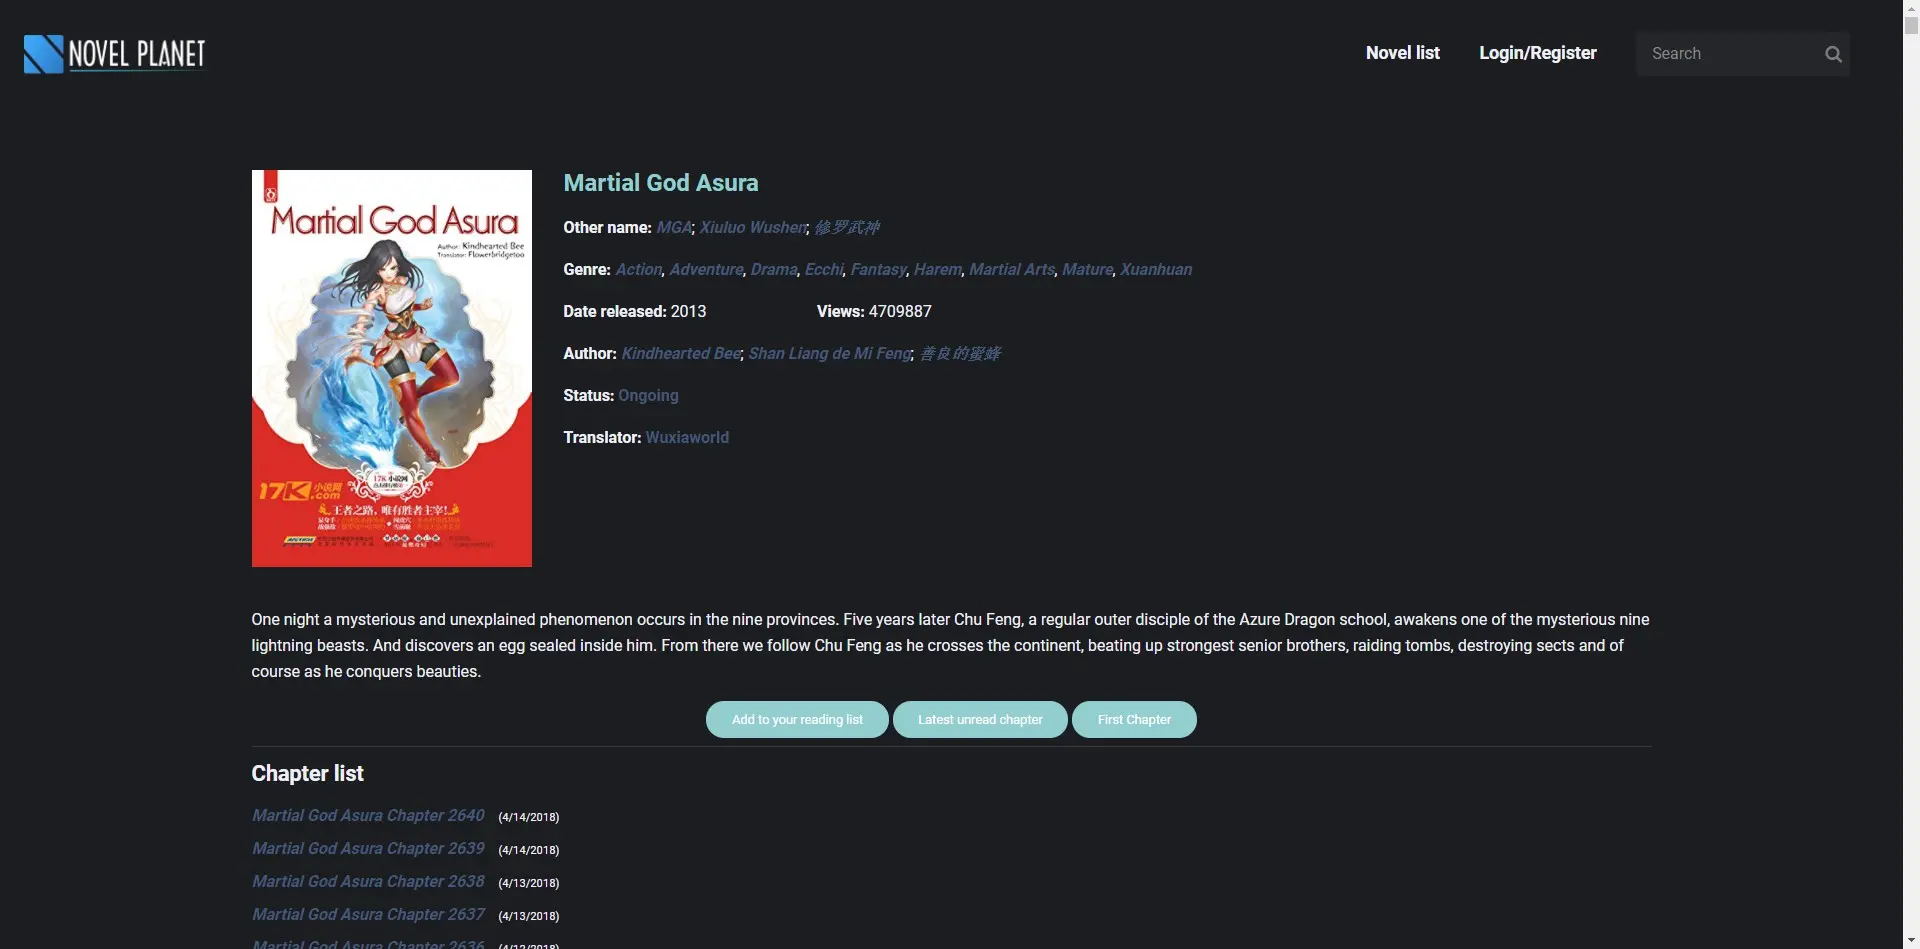 NOVEL PLANET
Novel list
Login/Register
Search
Martial God Asura
Author: Kindhearted Bee
Translator: Flowerbridgetoo
17K 小说网
17K 小说网
.com
王者之路，唯有胜者主宰！
Martial God Asura
Other name: MGA; Xiuluo Wushen; 修罗武神
Genre: Action, Adventure, Drama, Ecchi, Fantasy, Harem, Martial Arts, Mature, Xuanhuan
Date released: 2013 Views: 4709887
Author: Kindhearted Bee; Shan Liang de Mi Feng; 善良的蜜蜂
Status: Ongoing
Translator: Wuxiaworld
One night a mysterious and unexplained phenomenon occurs in the nine provinces. Five years later Chu Feng, a regular outer disciple of the Azure Dragon school, awakens one of the mysterious nine
lightning beasts. And discovers an egg sealed inside him. From there we follow Chu Feng as he crosses the continent, beating up strongest senior brothers, raiding tombs, destroying sects and of
course as he conquers beauties.
Add to your reading list
Latest unread chapter
First Chapter
Chapter list
Martial God Asura Chapter 2640 (4/14/2018)
Martial God Asura Chapter 2639 (4/14/2018)
Martial God Asura Chapter 2638 (4/13/2018)
Martial God Asura Chapter 2637 (4/13/2018)
Martial God Asura Chapter 2636 (4/12/2018)